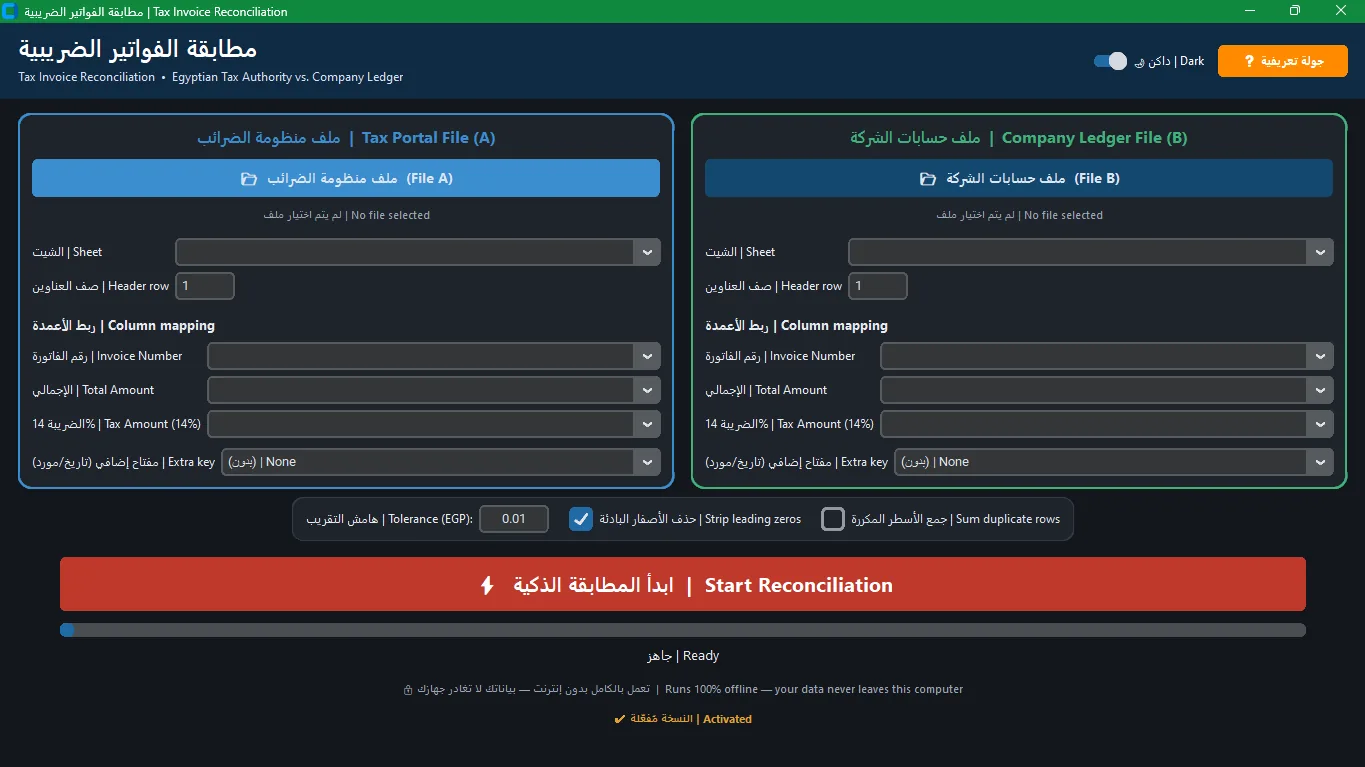 مطابقة الفواتير الضريبية | Tax Invoice Reconciliation
مطابقة الفواتير الضريبية
Tax Invoice Reconciliation • Egyptian Tax Authority vs. Company Ledger
داكن | Dark
جولة تعريفية ?
ملف منظومة الضرائب | Tax Portal File (A)
ملف منظومة الضرائب (File A)
لم يتم اختيار ملف | No file selected
الشيت | Sheet
صف العناوين | Header row 1
ربط الأعمدة | Column mapping
رقم الفاتورة | Invoice Number
الإجمالي | Total Amount
الضريبة 14% | Tax Amount (14%)
مفتاح إضافي (تاريخ/مورد) | Extra key (بدون) | None
ملف حسابات الشركة | Company Ledger File (B)
ملف حسابات الشركة (File B)
لم يتم اختيار ملف | No file selected
الشيت | Sheet
صف العناوين | Header row 1
ربط الأعمدة | Column mapping
رقم الفاتورة | Invoice Number
الإجمالي | Total Amount
الضريبة 14% | Tax Amount (14%)
مفتاح إضافي (تاريخ/مورد) | Extra key (بدون) | None
هامش التقريب | Tolerance (EGP): 0.01 حذف الأصفار البادئة | Strip leading zeros جمع الأسطر المكررة | Sum duplicate rows
ابدأ المطابقة الذكية | Start Reconciliation
جاهز | Ready
تعمل بالكامل بدون إنترنت — بياناتك لا تغادر جهازك | Runs 100% offline — your data never leaves this computer
✔ النسخة مُفعّلة | Activated